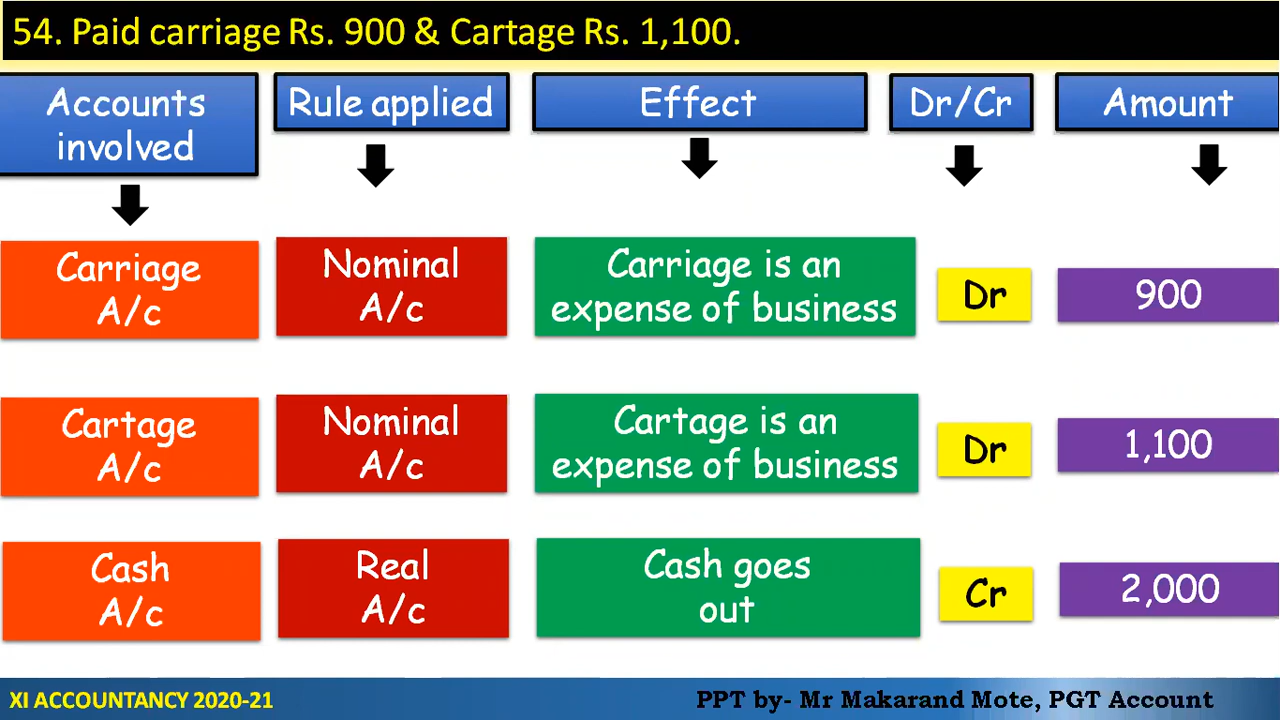 54. Paid carriage Rs. 900 & Cartage Rs. 1,100.
Accounts
involved
Rule applied
Effect
Dr/Cr
Amount
Carriage
A/c
Nominal
A/c
Carriage is an
expense of business
Dr
900
Cartage
A/c
Nominal
A/c
Cartage is an
expense of business
Dr
1,100
Cash
A/c
Real
A/c
Cash goes
out
Cr
2,000
XI ACCOUNTANCY 2020-21
PPT by- Mr Makarand Mote, PGT Account